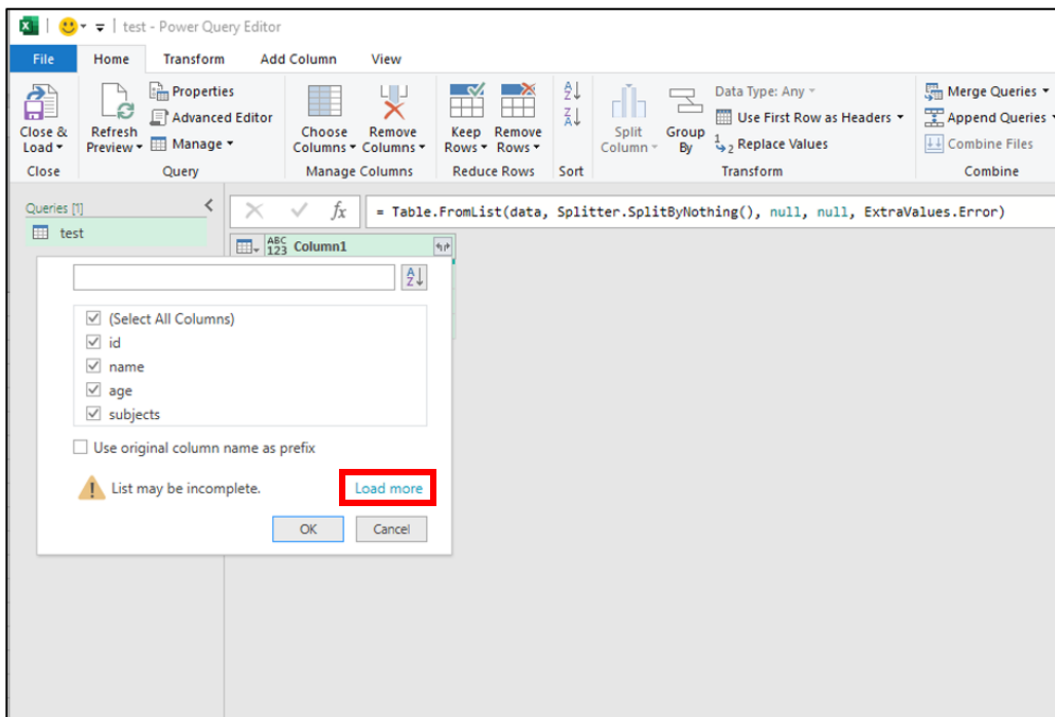 test - Power Query Editor
File Home Transform Add Column View
Close & Load
Refresh Preview
Properties
Advanced Editor
Manage
Choose Columns
Remove Columns
Keep Rows
Remove Rows
Split Column
Group By
Data Type: Any
Use First Row as Headers
1 2 Replace Values
Merge Queries
Append Queries
Combine Files
Close Query Manage Columns Reduce Rows Sort Transform Combine
Queries [1]
test
fx = Table.FromList(data, Splitter.SplitByNothing(), null, null, ExtraValues.Error)
ABC 123 Column1
AZ
(Select All Columns)
id
name
age
subjects
Use original column name as prefix
List may be incomplete. Load more
OK Cancel